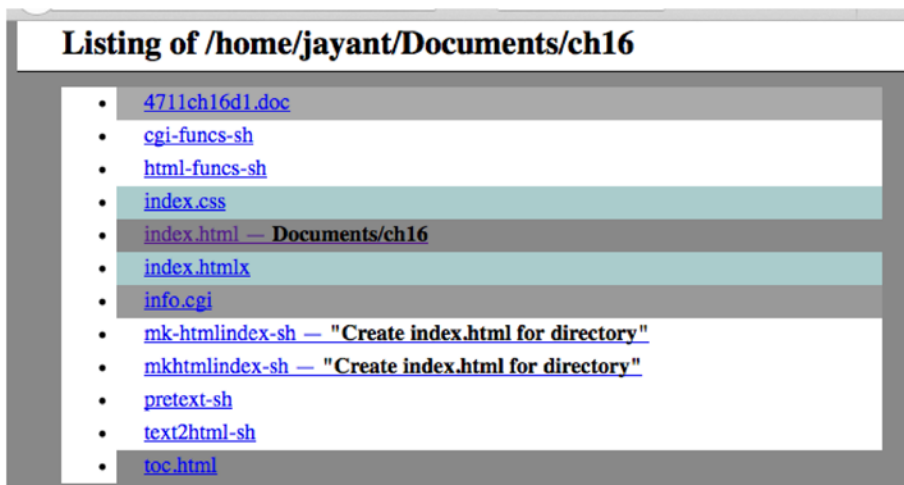 Listing of /home/jayant/Documents/ch16
4711ch16d1.doc
cgi-funcs-sh
html-funcs-sh
index.css
index.html — Documents/ch16
index.htmlx
info.cgi
mk-htmlindex-sh — "Create index.html for directory"
mkhtmlindex-sh — "Create index.html for directory"
pretext-sh
text2html-sh
toc.html